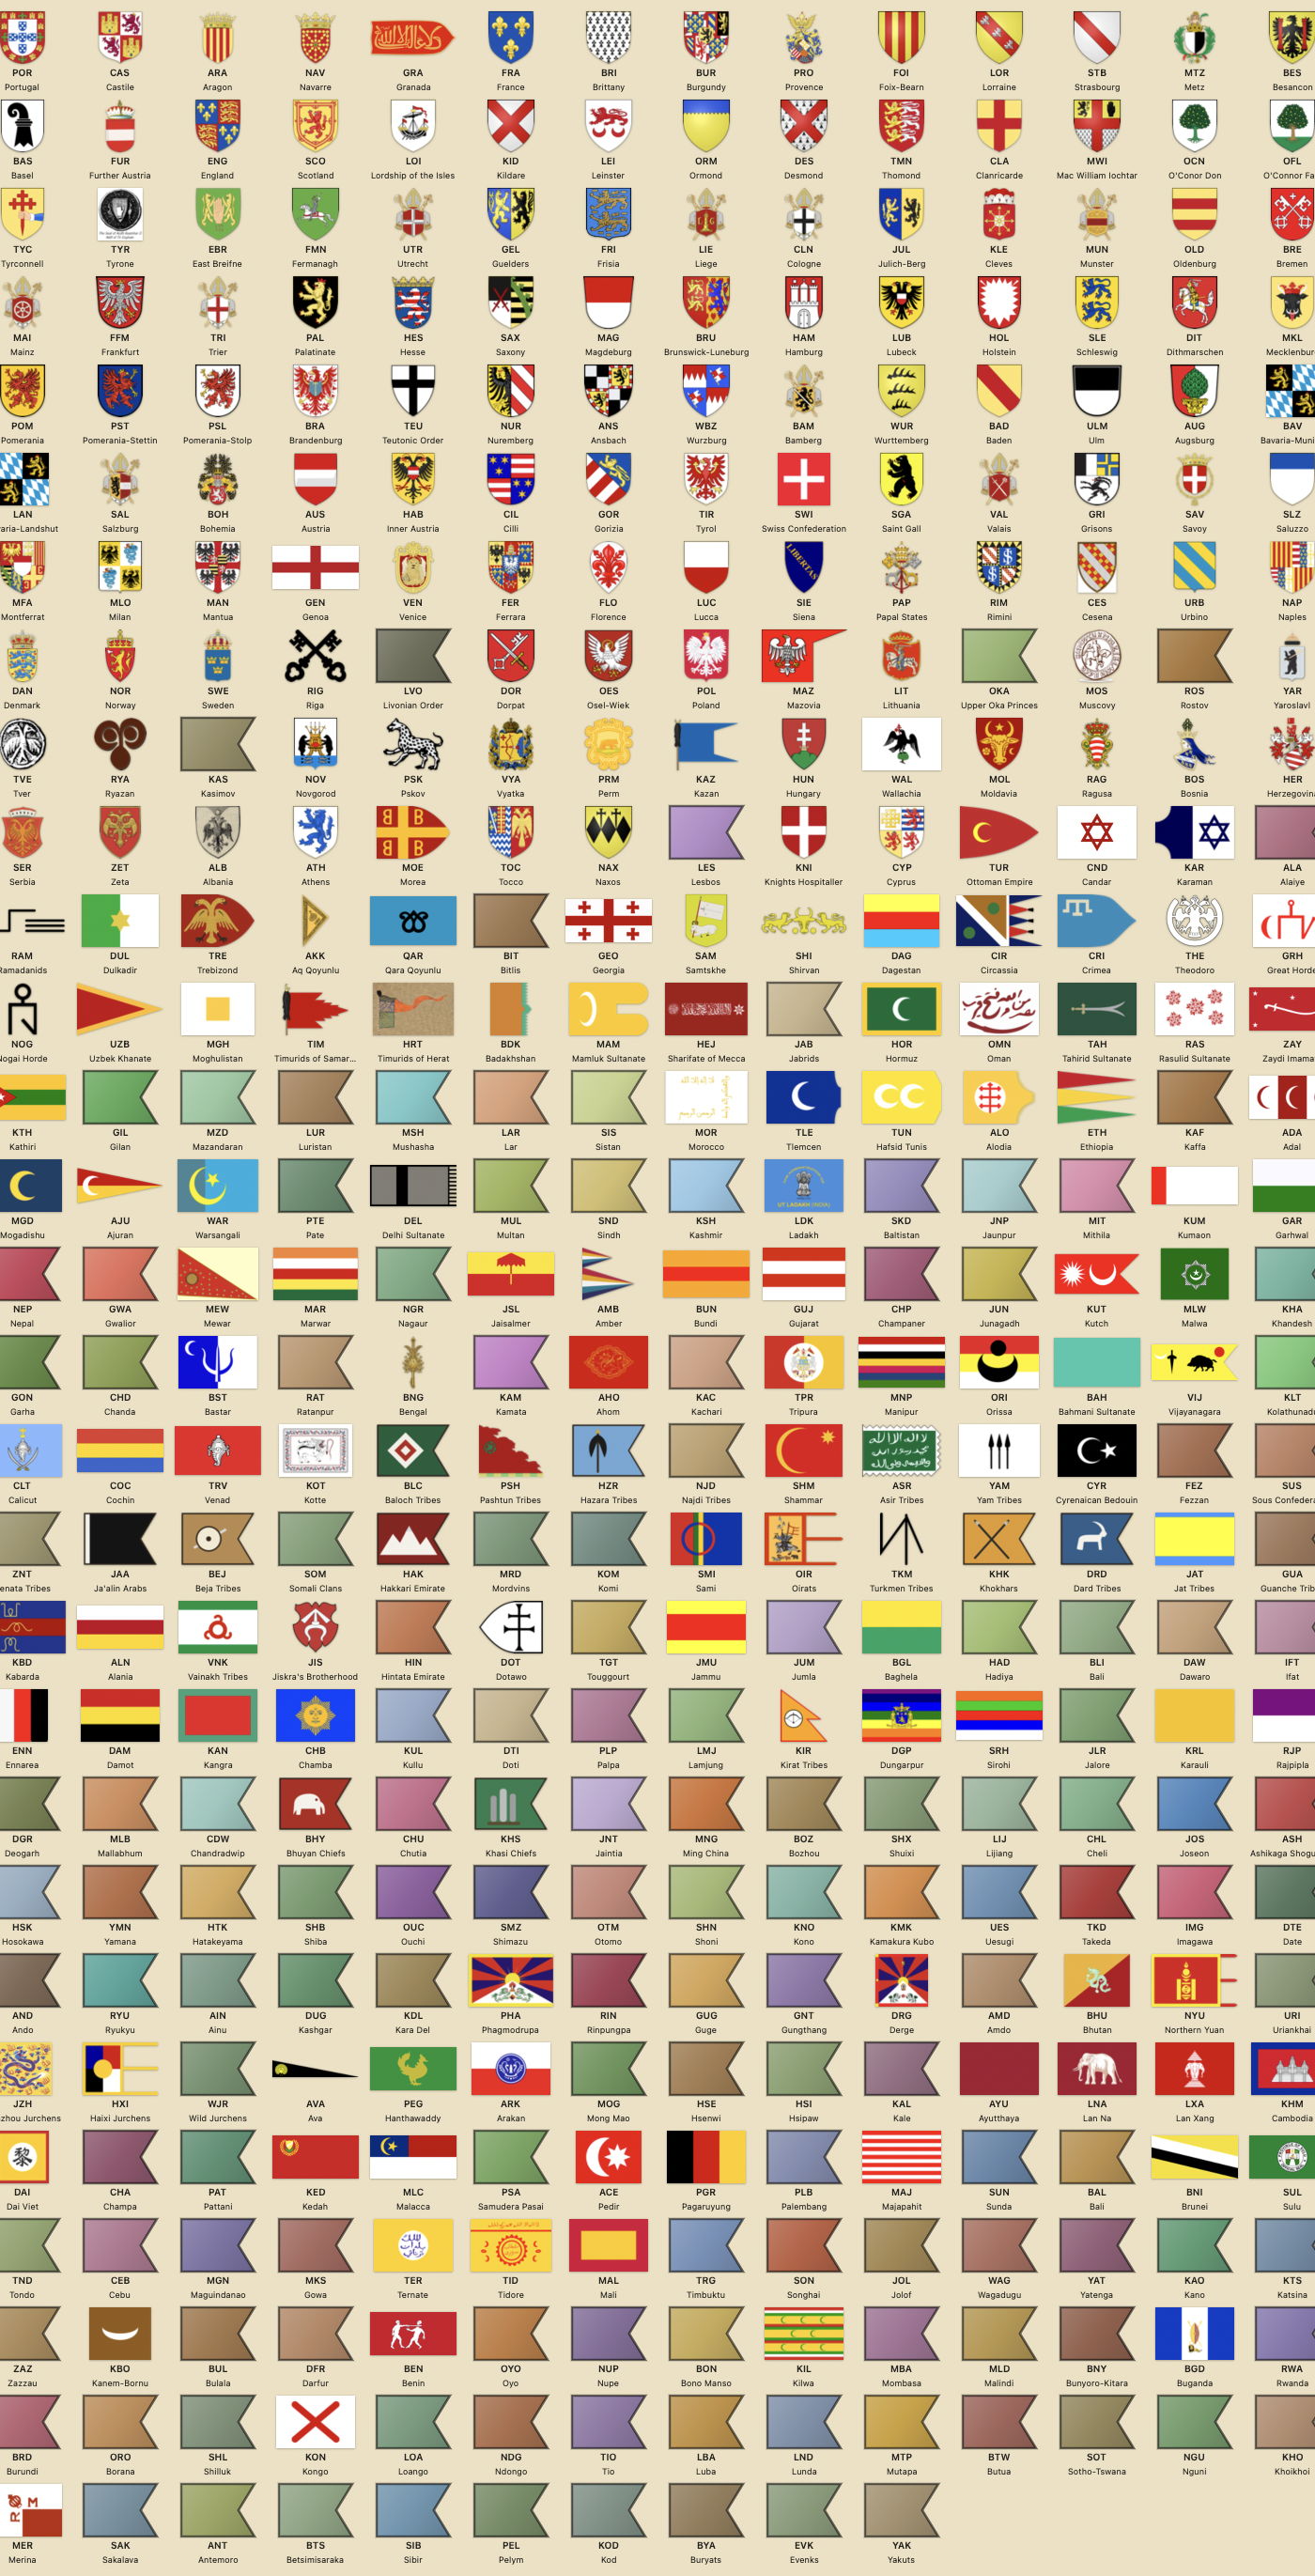 POR CAS ARA NAV GRA FRA BRI BUR PRO FOI LOR STB MTZ BES
Portugal Castile Aragon Navarre Granada France Brittany Burgundy Provence Foix-Bearn Lorraine Strasbourg Metz Besancon
BAS FUR ENG SCO LOI KID LEI ORM DES TMN CLA MWI OCN OFL
Basel Further Austria England Scotland Lordship of the Isles Kildare Leinster Ormond Desmond Thomond Clanricarde Mac William Iochtar O'Conor Don O'Connor Fa
TYC TYR EBR FMN UTR GEL FRI LIE CLN JUL KLE MUN OLD BRE
Tyrconnell Tyrone East Breifne Fermanagh Utrecht Guelders Frisia Liege Cologne Julich-Berg Cleves Munster Oldenburg Bremen
MAI FFM TRI PAL HES SAX MAG BRU HAM LUB HOL SLE DIT MKL
Mainz Frankfurt Trier Palatinate Hesse Saxony Magdeburg Brunswick-Luneburg Hamburg Lubeck Holstein Schleswig Dithmarschen Mecklenbur
POM PST PSL BRA TEU NUR ANS WBZ BAM WUR BAD ULM AUG BAV
Pomerania Pomerania-Stettin Pomerania-Stolp Brandenburg Teutonic Order Nuremberg Ansbach Wurzburg Bamberg Wurttemberg Baden Ulm Augsburg Bavaria-Muni
LAN SAL BOH AUS HAB CIL GOR TIR SWI SGA VAL GRI SAV SLZ
varia-Landshut Salzburg Bohemia Austria Inner Austria Cilli Gorizia Tyrol Swiss Confederation Saint Gall Valais Grisons Savoy Saluzzo
LIBERTAS
MFA MLO MAN GEN VEN FER FLO LUC SIE PAP RIM CES URB NAP
Montferrat Milan Mantua Genoa Venice Ferrara Florence Lucca Siena Papal States Rimini Cesena Urbino Naples
DAN NOR SWE RIG LVO DOR OES POL MAZ LIT OKA MOS ROS YAR
Denmark Norway Sweden Riga Livonian Order Dorpat Osel-Wiek Poland Mazovia Lithuania Upper Oka Princes Muscovy Rostov Yaroslavl
TVE RYA KAS NOV PSK VYA PRM KAZ HUN WAL MOL RAG BOS HER
Tver Ryazan Kasimov Novgorod Pskov Vyatka Perm Kazan Hungary Wallachia Moldavia Ragusa Bosnia Herzegovina
SER ZET ALB ATH MOE TOC NAX LES KNI CYP TUR CND KAR ALA
Serbia Zeta Albania Athens Morea Tocco Naxos Lesbos Knights Hospitaller Cyprus Ottoman Empire Candar Karaman Alaiye
RAM DUL TRE AKK QAR BIT GEO SAM SHI DAG CIR CRI THE GRH
Ramadanids Dulkadir Trebizond Aq Qoyunlu Qara Qoyunlu Bitlis Georgia Samtskhe Shirvan Dagestan Circassia Crimea Theodoro Great Horde
NOG UZB MGH TIM HRT BDK MAM HEJ JAB HOR OMN TAH RAS ZAY
Nogai Horde Uzbek Khanate Moghulistan Timurids of Samar... Timurids of Herat Badakhshan Mamluk Sultanate Sharifate of Mecca Jabrids Hormuz Oman Tahirid Sultanate Rasulid Sultanate Zaydi Imama
KTH GIL MZD LUR MSH LAR SIS MOR TLE TUN ALO ETH KAF ADA
Kathiri Gilan Mazandaran Luristan Mushasha Lar Sistan Morocco Tlemcen Hafsid Tunis Alodia Ethiopia Kaffa Adal
UT LADAKH (INDIA)
MGD AJU WAR PTE DEL MUL SND KSH LDK SKD JNP MIT KUM GAR
Mogadishu Ajuran Warsangali Pate Delhi Sultanate Multan Sindh Kashmir Ladakh Baltistan Jaunpur Mithila Kumaon Garhwal
NEP GWA MEW MAR NGR JSL AMB BUN GUJ CHP JUN KUT MLW KHA
Nepal Gwalior Mewar Marwar Nagaur Jaisalmer Amber Bundi Gujarat Champaner Junagadh Kutch Malwa Khandesh
GON CHD BST RAT BNG KAM AHO KAC TPR MNP ORI BAH VIJ KLT
Garha Chanda Bastar Ratanpur Bengal Kamata Ahom Kachari Tripura Manipur Orissa Bahmani Sultanate Vijayanagara Kolathunadu
CLT COC TRV KOT BLC PSH HZR NJD SHM ASR YAM CYR FEZ SUS
Calicut Cochin Venad Kotte Baloch Tribes Pashtun Tribes Hazara Tribes Najdi Tribes Shammar Asir Tribes Yam Tribes Cyrenaican Bedouin Fezzan Sous Confedera
ZNT JAA BEJ SOM HAK MRD KOM SMI OIR TKM KHK DRD JAT GUA
enata Tribes Ja'alin Arabs Beja Tribes Somali Clans Hakkari Emirate Mordvins Komi Sami Oirats Turkmen Tribes Khokhars Dard Tribes Jat Tribes Guanche Trib
KBD ALN VNK JIS HIN DOT TGT JMU JUM BGL HAD BLI DAW IFT
Kabarda Alania Vainakh Tribes Jiskra's Brotherhood Hintata Emirate Dotawo Touggourt Jammu Jumla Baghela Hadiya Bali Dawaro Ifat
ENN DAM KAN CHB KUL DTI PLP LMJ KIR DGP SRH JLR KRL RJP
Ennarea Damot Kangra Chamba Kullu Doti Palpa Lamjung Kirat Tribes Dungarpur Sirohi Jalore Karauli Rajpipla
DGR MLB CDW BHY CHU KHS JNT MNG BOZ SHX LIJ CHL JOS ASH
Deogarh Mallabhum Chandradwip Bhuyan Chiefs Chutia Khasi Chiefs Jaintia Ming China Bozhou Shuixi Lijiang Cheli Joseon Ashikaga Shogu
HSK YMN HTK SHB OUC SMZ OTM SHN KNO KMK UES TKD IMG DTE
Hosokawa Yamana Hatakeyama Shiba Ouchi Shimazu Otomo Shoni Kono Kamakura Kubo Uesugi Takeda Imagawa Date
AND RYU AIN DUG KDL PHA RIN GUG GNT DRG AMD BHU NYU URI
Ando Ryukyu Ainu Kashgar Kara Del Phagmodrupa Rinpungpa Guge Gungthang Derge Amdo Bhutan Northern Yuan Uriankhai
JZH HXI WJR AVA PEG ARK MOG HSE HSI KAL AYU LNA LXA KHM
zhou Jurchens Haixi Jurchens Wild Jurchens Ava Hanthawaddy Arakan Mong Mao Hsenwi Hsipaw Kale Ayutthaya Lan Na Lan Xang Cambodia
黎
DAI CHA PAT KED MLC PSA ACE PGR PLB MAJ SUN BAL BNI SUL
Dai Viet Champa Pattani Kedah Malacca Samudera Pasai Pedir Pagaruyung Palembang Majapahit Sunda Bali Brunei Sulu
TND CEB MGN MKS TER TID MAL TRG SON JOL WAG YAT KAO KTS
Tondo Cebu Maguindanao Gowa Ternate Tidore Mali Timbuktu Songhai Jolof Wagadugu Yatenga Kano Katsina
ZAZ KBO BUL DFR BEN OYO NUP BON KIL MBA MLD BNY BGD RWA
Zazzau Kanem-Bornu Bulala Darfur Benin Oyo Nupe Bono Manso Kilwa Mombasa Malindi Bunyoro-Kitara Buganda Rwanda
BRD ORO SHL KON LOA NDG TIO LBA LND MTP BTW SOT NGU KHO
Burundi Borana Shilluk Kongo Loango Ndongo Tio Luba Lunda Mutapa Butua Sotho-Tswana Nguni Khoikhoi
R M
MER SAK ANT BTS SIB PEL KOD BYA EVK YAK
Merina Sakalava Antemoro Betsimisaraka Sibir Pelym Kod Buryats Evenks Yakuts